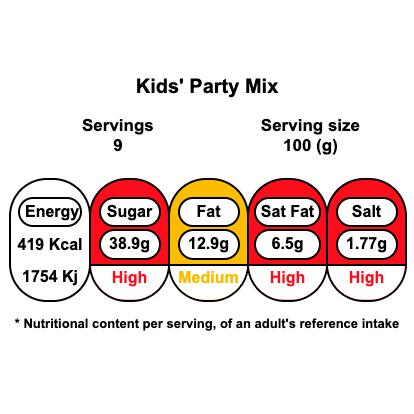 Kids' Party Mix
Servings Serving size
9 100 (g)
Energy Sugar Fat Sat Fat Salt
419 Kcal 38.9g 12.9g 6.5g 1.77g
1754 Kj High Medium High High
* Nutritional content per serving, of an adult's reference intake